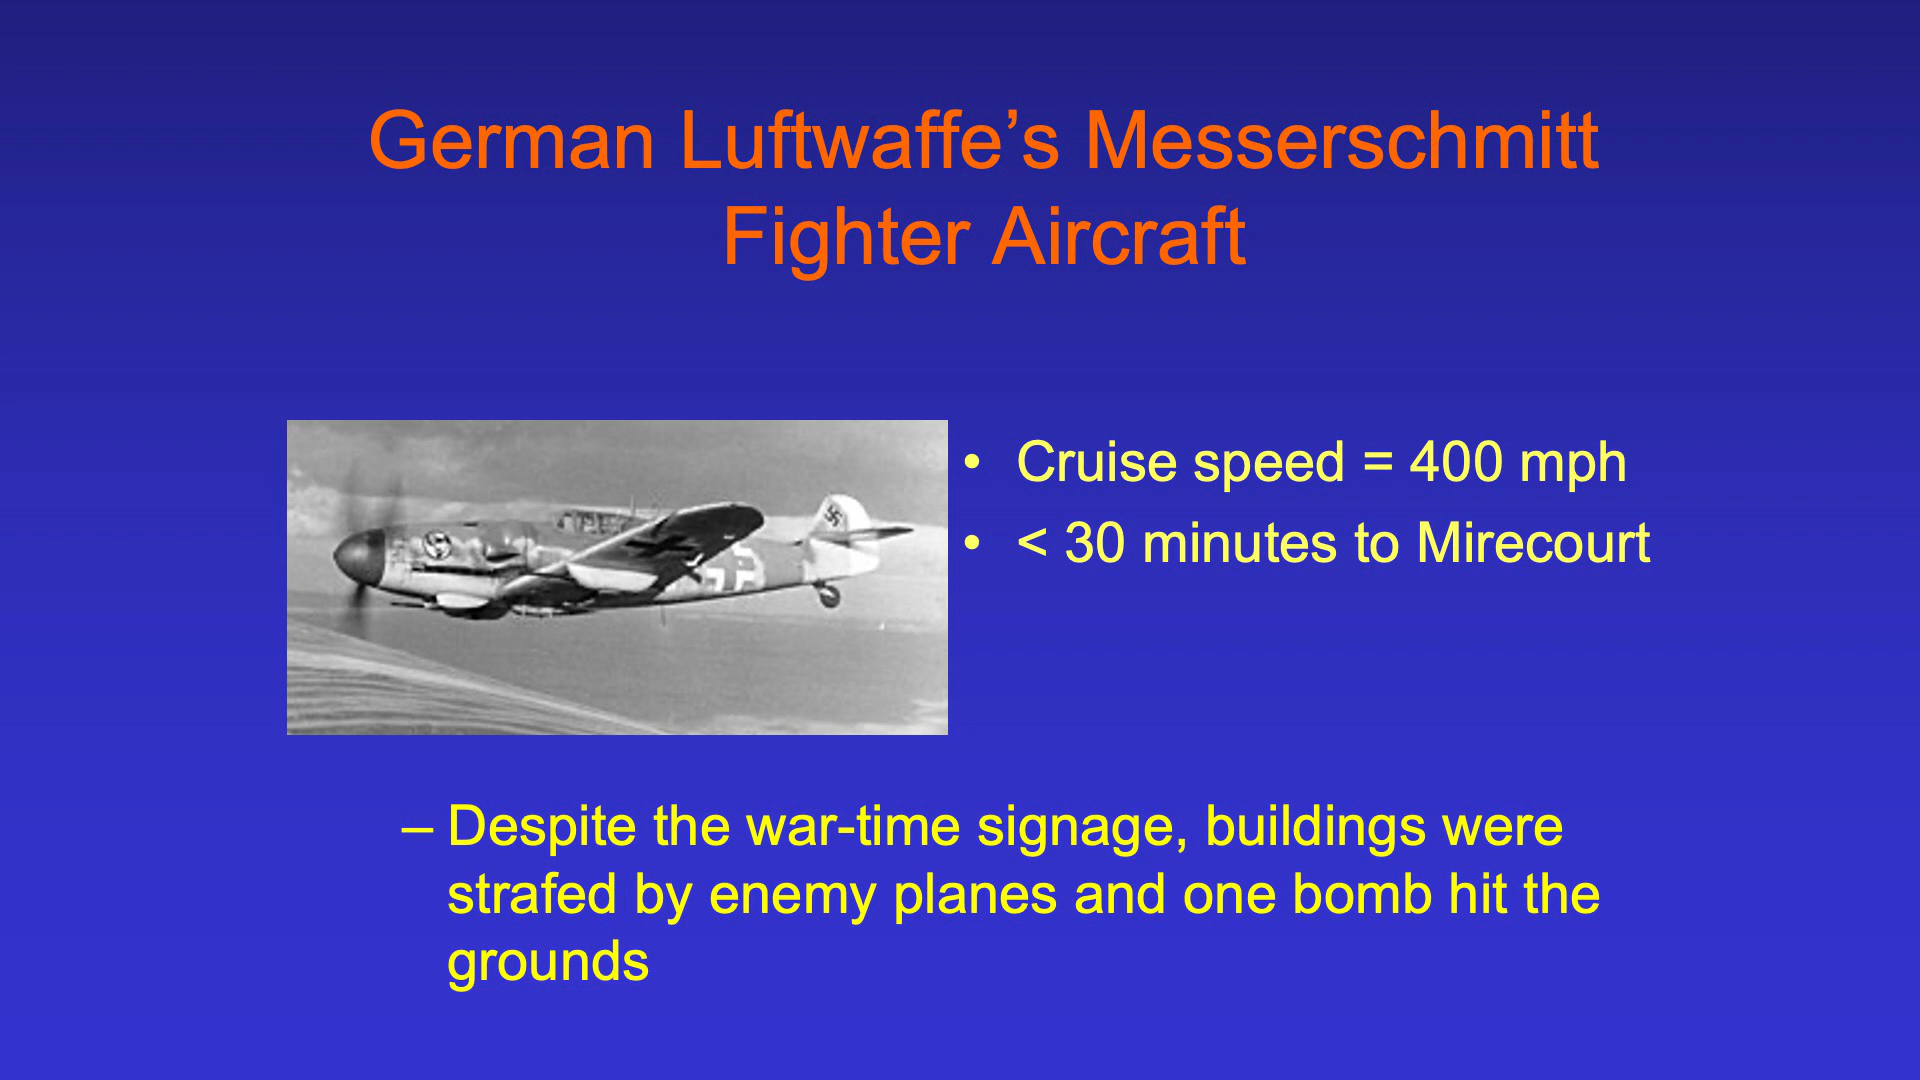 German Luftwaffe’s Messerschmitt
Fighter Aircraft
• Cruise speed = 400 mph
• < 30 minutes to Mirecourt
– Despite the war-time signage, buildings were
strafed by enemy planes and one bomb hit the
grounds